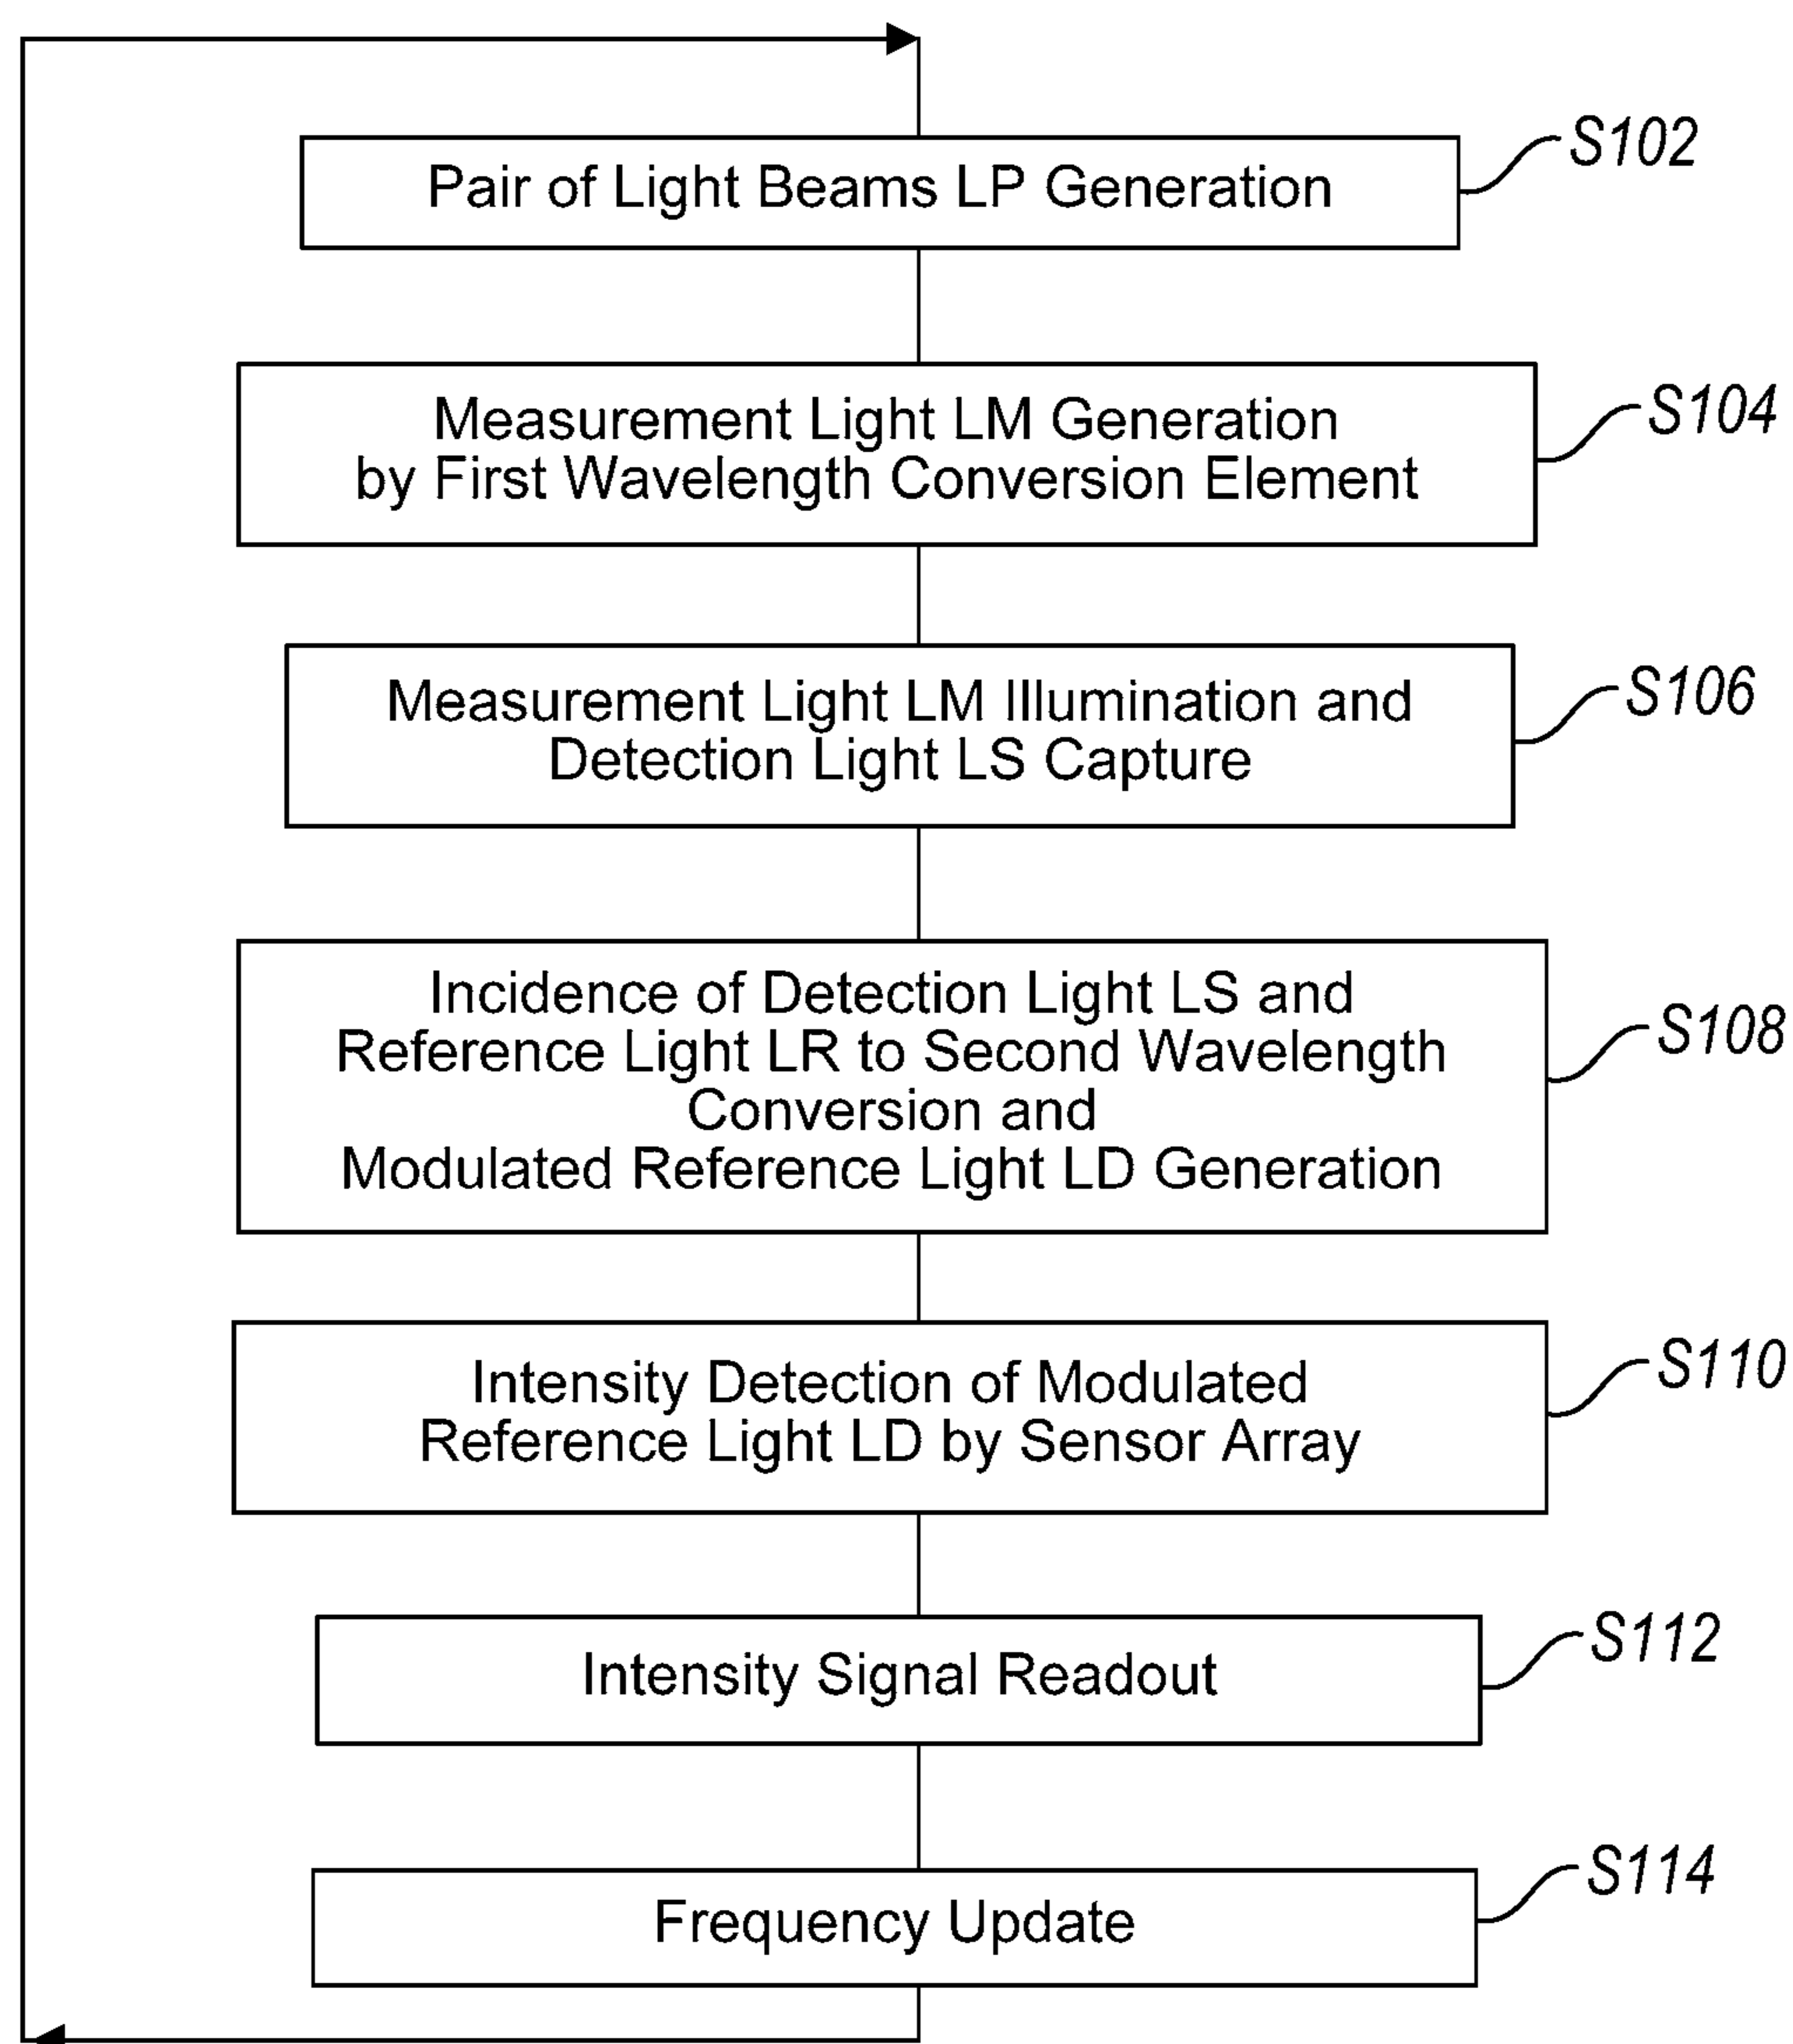 S102
Pair of Light Beams LP Generation
S104
Measurement Light LM Generation
by First Wavelength Conversion Element
S106
Measurement Light LM Illumination and
Detection Light LS Capture
S108
Incidence of Detection Light LS and
Reference Light LR to Second Wavelength
Conversion and
Modulated Reference Light LD Generation
S110
Intensity Detection of Modulated
Reference Light LD by Sensor Array
S112
Intensity Signal Readout
S114
Frequency Update